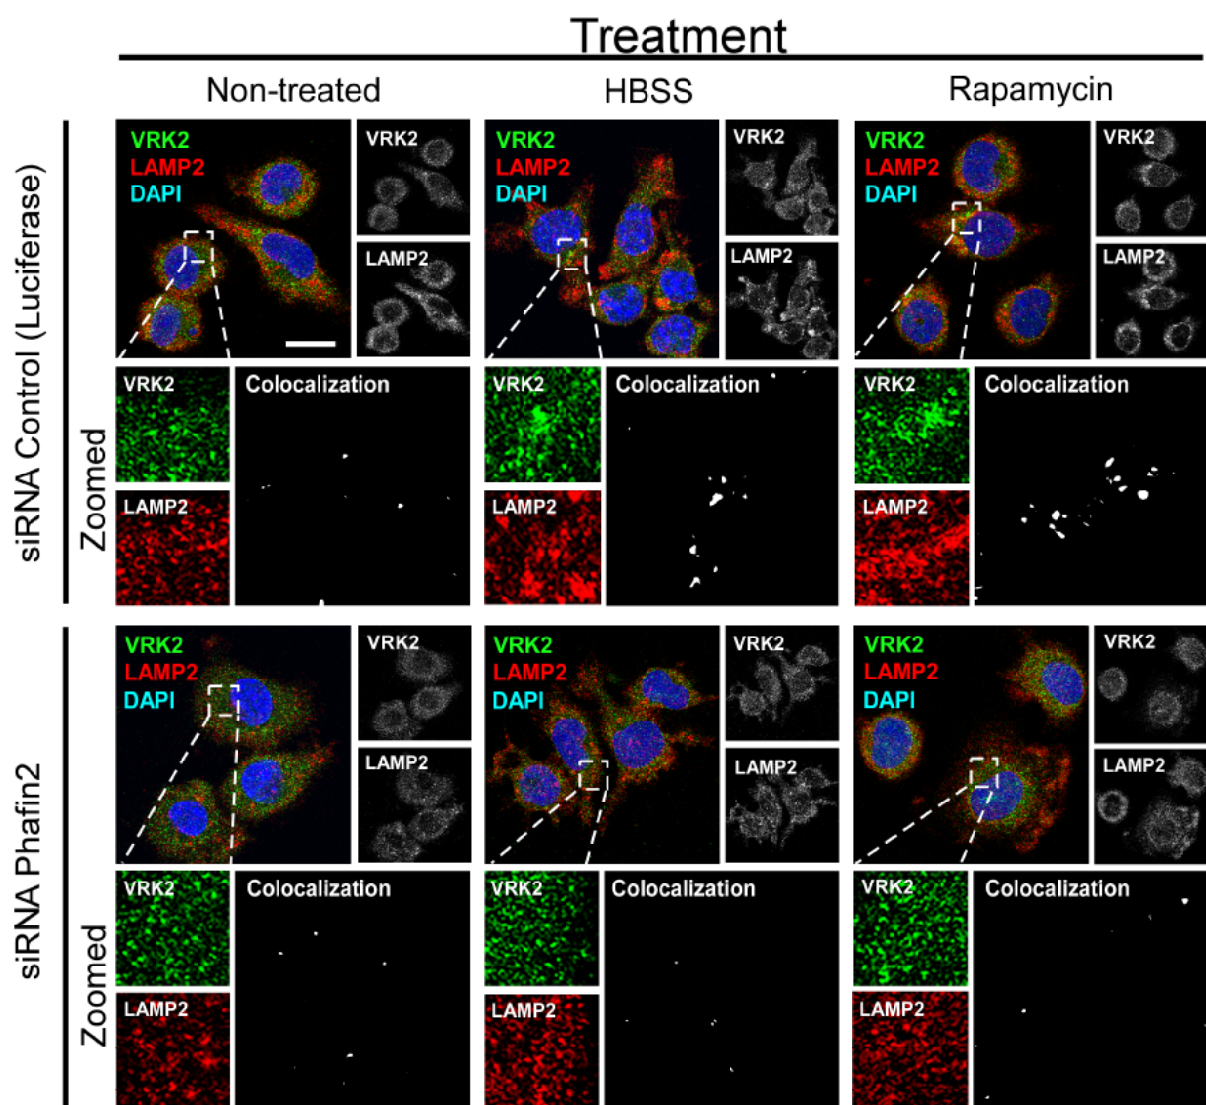 Treatment
Non-treated
HBSS
Rapamycin
siRNA Control (Luciferase)
VRK2
LAMP2
DAPI
VRK2
LAMP2
VRK2
LAMP2
DAPI
VRK2
LAMP2
VRK2
LAMP2
DAPI
VRK2
LAMP2
Zoomed
VRK2
LAMP2
Colocalization
VRK2
LAMP2
Colocalization
VRK2
LAMP2
Colocalization
siRNA Phafin2
VRK2
LAMP2
DAPI
VRK2
LAMP2
VRK2
LAMP2
DAPI
VRK2
LAMP2
VRK2
LAMP2
DAPI
VRK2
LAMP2
Zoomed
VRK2
LAMP2
Colocalization
VRK2
LAMP2
Colocalization
VRK2
LAMP2
Colocalization